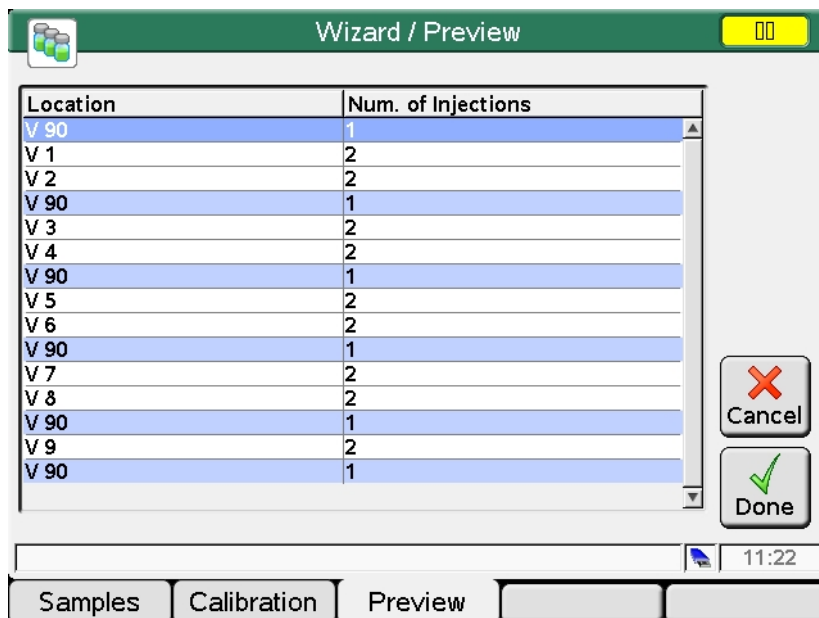 Wizard / Preview
Location Num. of Injections
V 90 1
V 1 2
V 2 2
V 90 1
V 3 2
V 4 2
V 90 1
V 5 2
V 6 2
V 90 1
V 7 2
V 8 2
V 90 1
V 9 2
V 90 1
Cancel
Done
11:22
Samples Calibration Preview